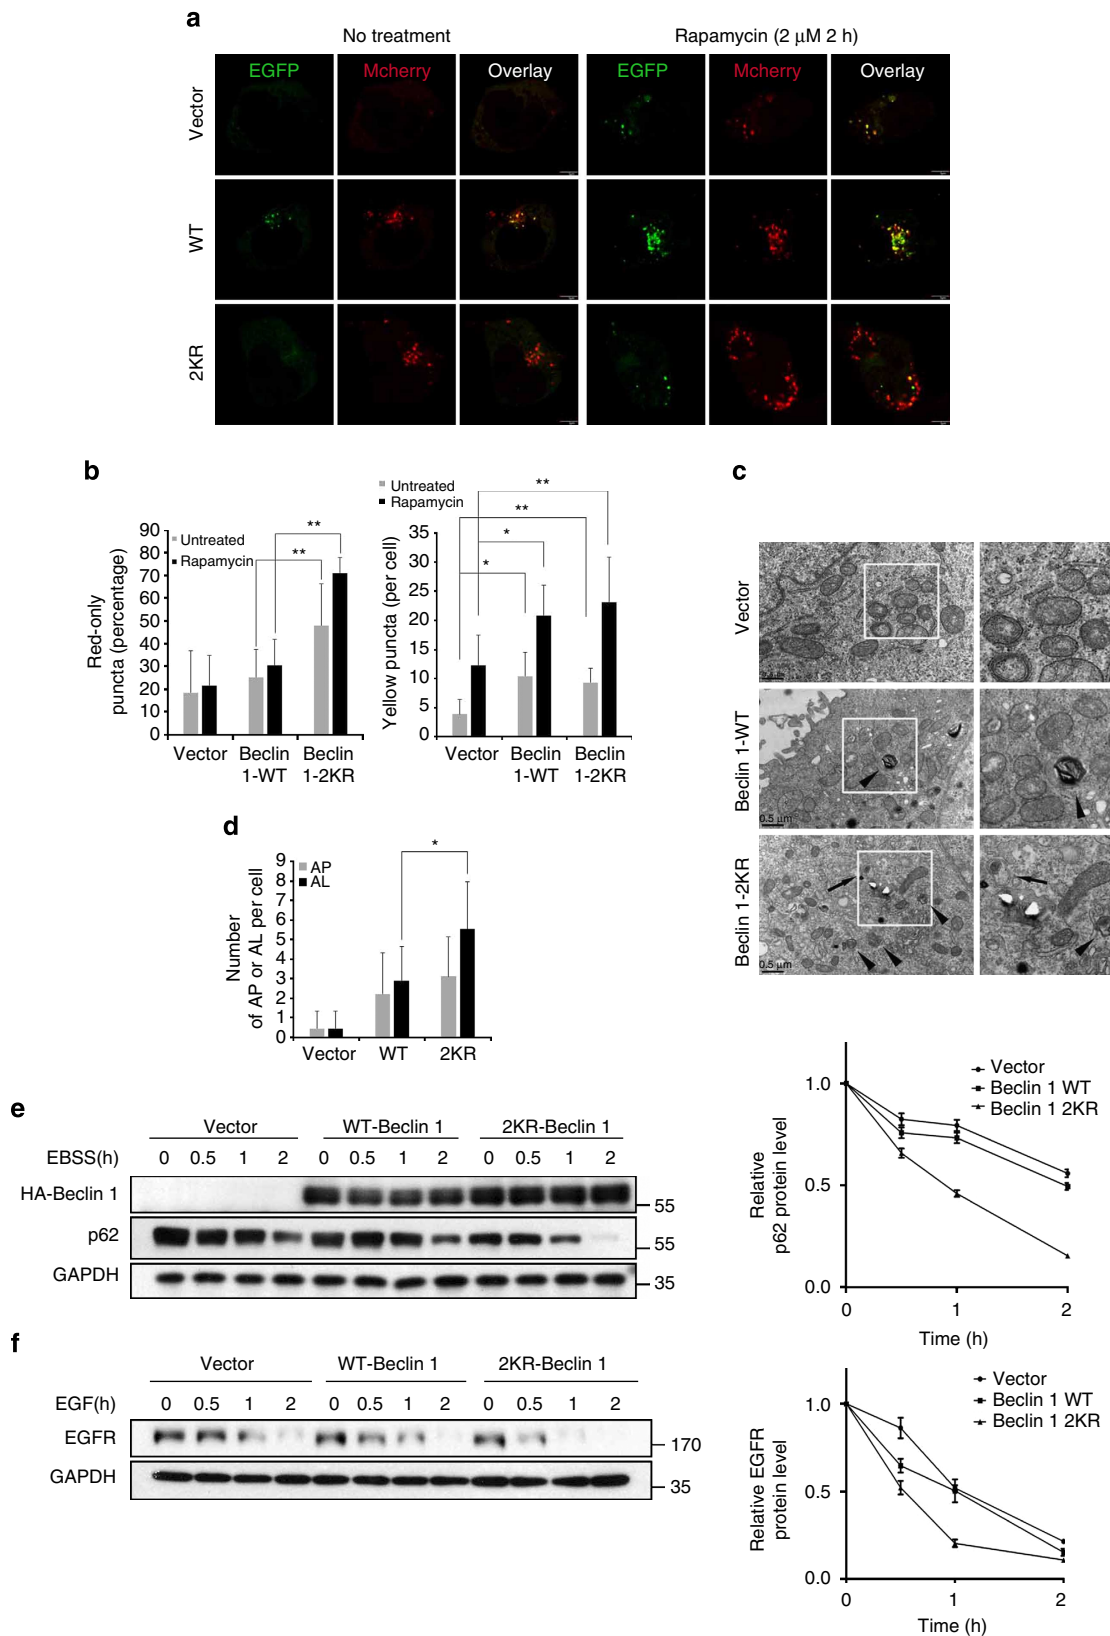 a
No treatment
Rapamycin (2 µM 2 h)
EGFP
Mcherry
Overlay
EGFP
Mcherry
Overlay
Vector
WT
2KR
b
Untreated
Rapamycin
**
**
Red-only
puncta (percentage)
90
80
70
60
50
40
30
20
10
0
Vector
Beclin
1-WT
Beclin
1-2KR
Untreated
Rapamycin
**
**
*
*
Yellow puncta (per cell)
35
30
25
20
15
10
5
0
Vector
Beclin
1-WT
Beclin
1-2KR
c
Vector
Beclin 1-WT
0.5 µm
Beclin 1-2KR
0.5 µm
d
AP
AL
*
Number
of AP or AL per cell
9
8
7
6
5
4
3
2
1
0
Vector
WT
2KR
e
Vector
WT-Beclin 1
2KR-Beclin 1
EBSS(h)
0 0.5 1 2 0 0.5 1 2 0 0.5 1 2
HA-Beclin 1
55
p62
55
GAPDH
35
Vector
Beclin 1 WT
Beclin 1 2KR
Relative
p62 protein level
1.0
0.5
0.0
0 1 2
Time (h)
f
Vector
WT-Beclin 1
2KR-Beclin 1
EGF(h)
0 0.5 1 2 0 0.5 1 2 0 0.5 1 2
EGFR
170
GAPDH
35
Vector
Beclin 1 WT
Beclin 1 2KR
Relative EGFR
protein level
1.0
0.5
0.0
0 1 2
Time (h)